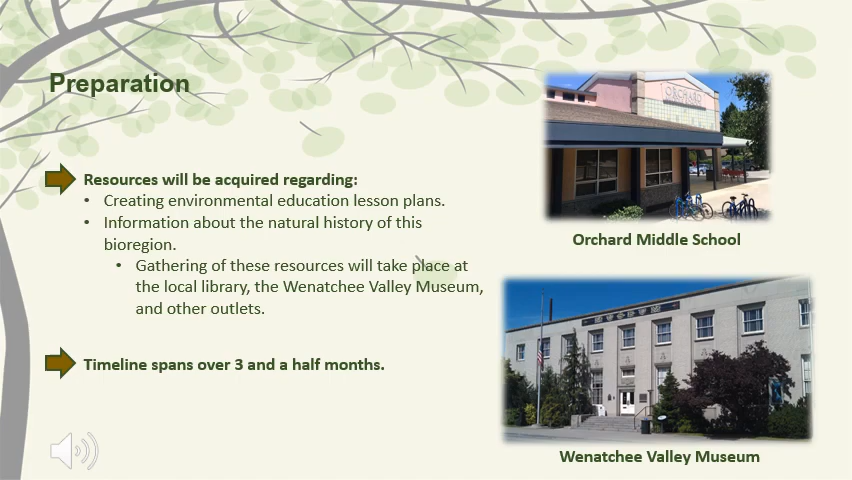 Preparation
Resources will be acquired regarding:
• Creating environmental education lesson plans.
• Information about the natural history of this
bioregion.
• Gathering of these resources will take place at
the local library, the Wenatchee Valley Museum,
and other outlets.
Timeline spans over 3 and a half months.
ORCHARD
Orchard Middle School
MUSEUM
Wenatchee Valley Museum